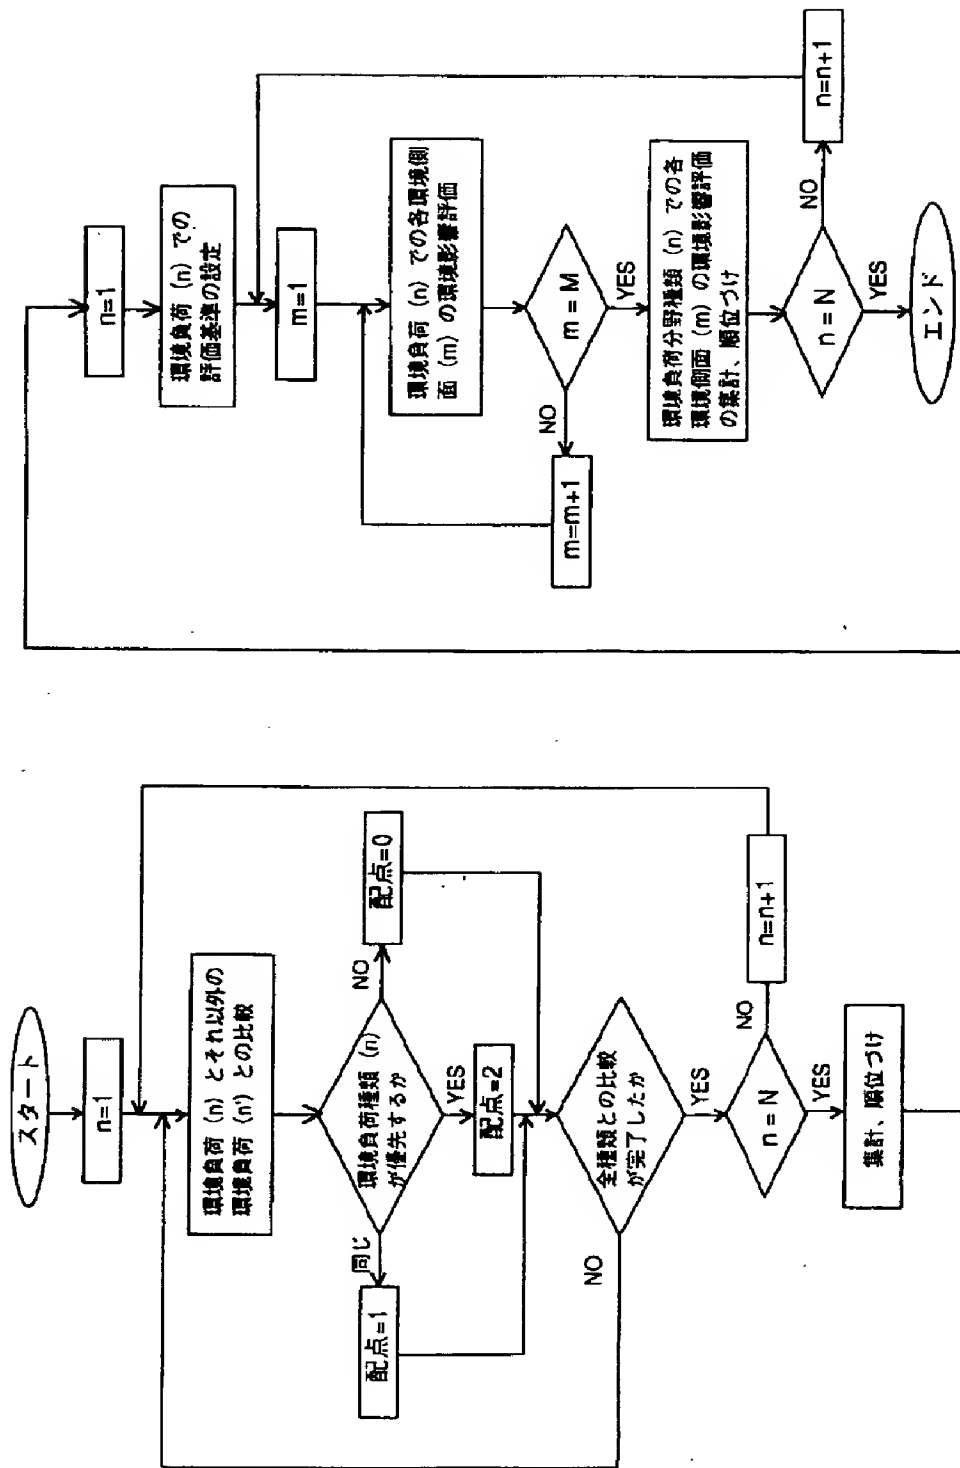 スタート
n=1
環境負荷 (n) とそれ以外の
環境負荷 (n') との比較
環境負荷種類 (n)
が優先するか
同じ
NO
YES
配点=1
配点=2
配点=0
全種類との比較
が完了したか
NO
YES
n = N
NO
n=n+1
YES
集計、順位づけ
n=1
環境負荷 (n) での
評価基準の設定
m=1
環境負荷 (n) での各環境側
面 (m) の環境影響評価
m = M
NO
m=m+1
YES
環境負荷分野種類 (n) での各
環境側面 (m) の環境影響評価
の集計、順位づけ
n = N
NO
n=n+1
YES
エンド